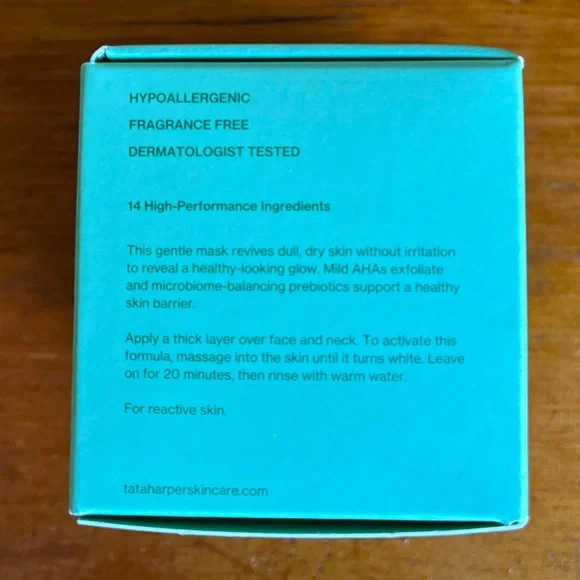 HYPOALLERGENIC
FRAGRANCE FREE
DERMATOLOGIST TESTED
14 High-Performance Ingredients
This gentle mask revives dull, dry skin without irritation
to reveal a healthy-looking glow. Mild AHAs exfoliate
and microbiome-balancing prebiotics support a healthy
skin barrier.
Apply a thick layer over face and neck. To activate this
formula, massage into the skin until it turns white. Leave
on for 20 minutes, then rinse with warm water.
For reactive skin.
tataharperskincare.com